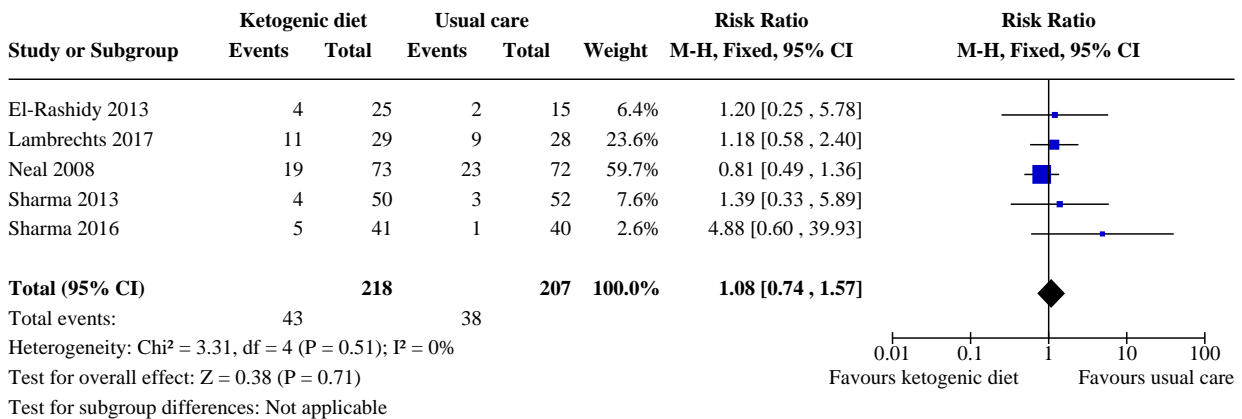 Ketogenic diet Usual care Risk Ratio Risk Ratio
Study or Subgroup Events Total Events Total Weight M-H, Fixed, 95% CI M-H, Fixed, 95% CI
El-Rashidy 2013 4 25 2 15 6.4% 1.20 [0.25 , 5.78]
Lambrechts 2017 11 29 9 28 23.6% 1.18 [0.58 , 2.40]
Neal 2008 19 73 23 72 59.7% 0.81 [0.49 , 1.36]
Sharma 2013 4 50 3 52 7.6% 1.39 [0.33 , 5.89]
Sharma 2016 5 41 1 40 2.6% 4.88 [0.60 , 39.93]
Total (95% CI) 218 207 100.0% 1.08 [0.74 , 1.57]
Total events: 43 38
Heterogeneity: Chi² = 3.31, df = 4 (P = 0.51); I² = 0%
0.01 0.1 1 10 100
Test for overall effect: Z = 0.38 (P = 0.71)
Favours ketogenic diet Favours usual care
Test for subgroup differences: Not applicable